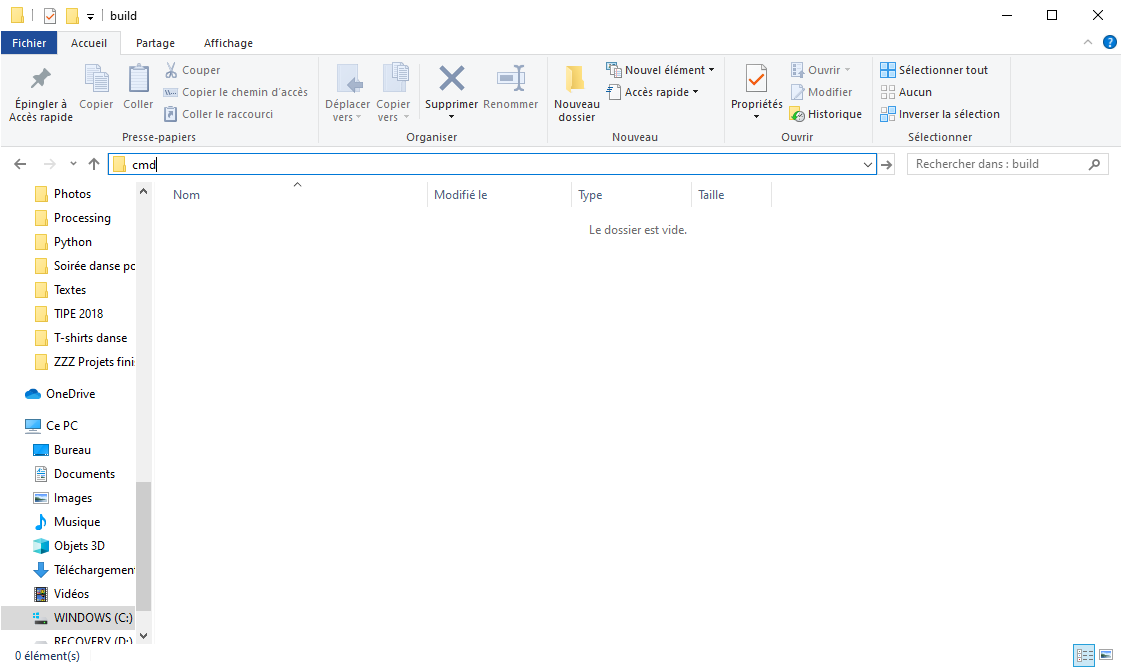 build
Fichier Accueil Partage Affichage
Épingler à Accès rapide
Copier
Coller
Couper
Copier le chemin d'accès
Coller le raccourci
Presse-papiers
Déplacer vers
Copier vers
Supprimer
Renommer
Organiser
Nouveau dossier
Nouvel élément
Accès rapide
Nouveau
Propriétés
Ouvrir
Modifier
Historique
Ouvrir
Sélectionner tout
Aucun
Inverser la sélection
Sélectionner
cmd
Rechercher dans : build
Photos
Processing
Python
Soirée danse po
Textes
TIPE 2018
T-shirts danse
ZZZ Projets fini
OneDrive
Ce PC
Bureau
Documents
Images
Musique
Objets 3D
Téléchargemen
Vidéos
WINDOWS (C:)
RECOVERY (D:)
Nom Modifié le Type Taille
Le dossier est vide.
0 élément(s)